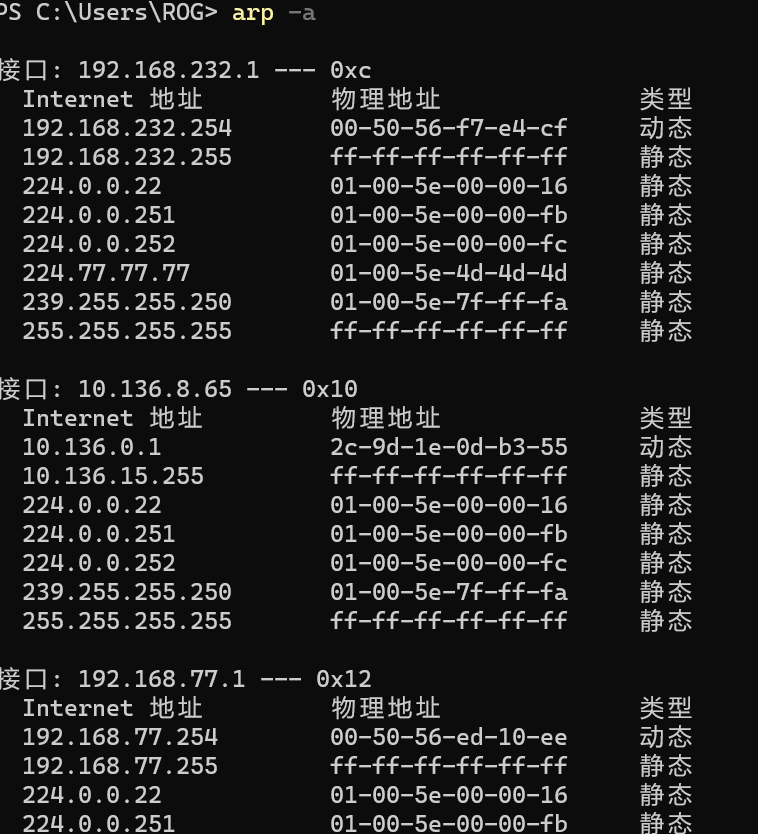 PS C:\Users\ROG> arp -a
接口: 192.168.232.1 --- 0xc
Internet 地址 物理地址 类型
192.168.232.254 00-50-56-f7-e4-cf 动态
192.168.232.255 ff-ff-ff-ff-ff-ff 静态
224.0.0.22 01-00-5e-00-00-16 静态
224.0.0.251 01-00-5e-00-00-fb 静态
224.0.0.252 01-00-5e-00-00-fc 静态
224.77.77.77 01-00-5e-4d-4d-4d 静态
239.255.255.250 01-00-5e-7f-ff-fa 静态
255.255.255.255 ff-ff-ff-ff-ff-ff 静态
接口: 10.136.8.65 --- 0x10
Internet 地址 物理地址 类型
10.136.0.1 2c-9d-1e-0d-b3-55 动态
10.136.15.255 ff-ff-ff-ff-ff-ff 静态
224.0.0.22 01-00-5e-00-00-16 静态
224.0.0.251 01-00-5e-00-00-fb 静态
224.0.0.252 01-00-5e-00-00-fc 静态
239.255.255.250 01-00-5e-7f-ff-fa 静态
255.255.255.255 ff-ff-ff-ff-ff-ff 静态
接口: 192.168.77.1 --- 0x12
Internet 地址 物理地址 类型
192.168.77.254 00-50-56-ed-10-ee 动态
192.168.77.255 ff-ff-ff-ff-ff-ff 静态
224.0.0.22 01-00-5e-00-00-16 静态
224.0.0.251 01-00-5e-00-00-fb 静态